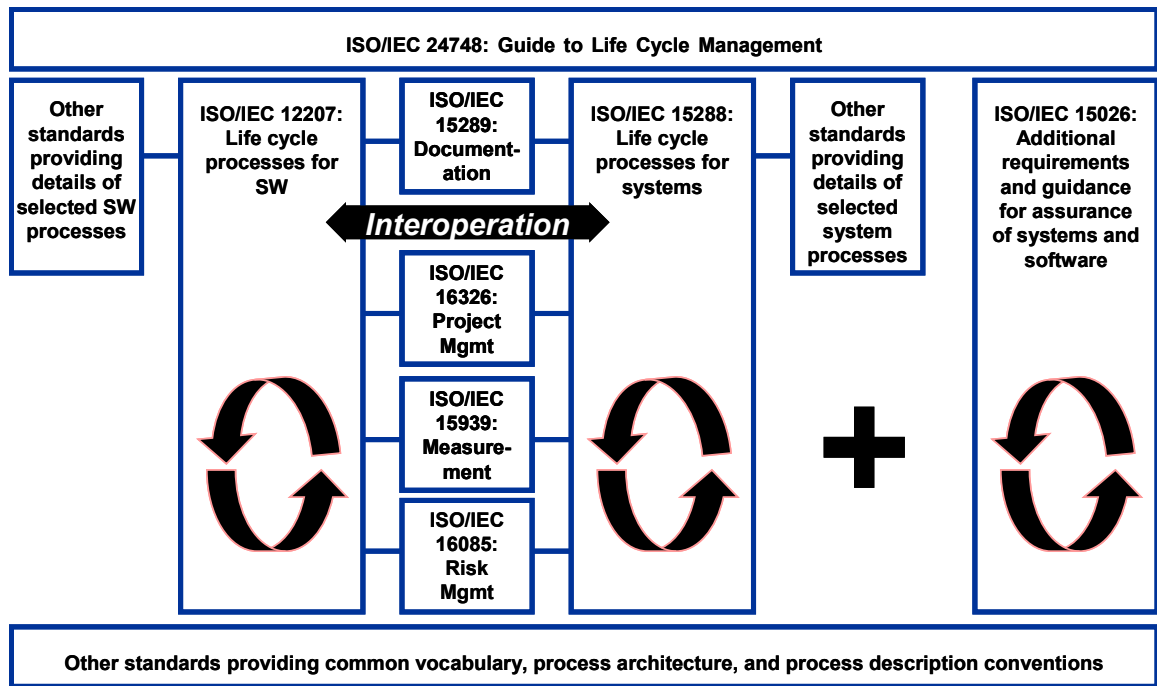 ISO/IEC 24748: Guide to Life Cycle Management
Other
standards
providing
details of
selected SW
processes
ISO/IEC 12207:
Life cycle
processes for
SW
ISO/IEC
15289:
Document-
ation
ISO/IEC 15288:
Life cycle
processes for
systems
Other
standards
providing
details of
selected
system
processes
ISO/IEC 15026:
Additional
requirements
and guidance
for assurance
of systems and
software
Interoperation
ISO/IEC
16326:
Project
Mgmt
ISO/IEC
15939:
Measure-
ment
ISO/IEC
16085:
Risk
Mgmt
Other standards providing common vocabulary, process architecture, and process description conventions